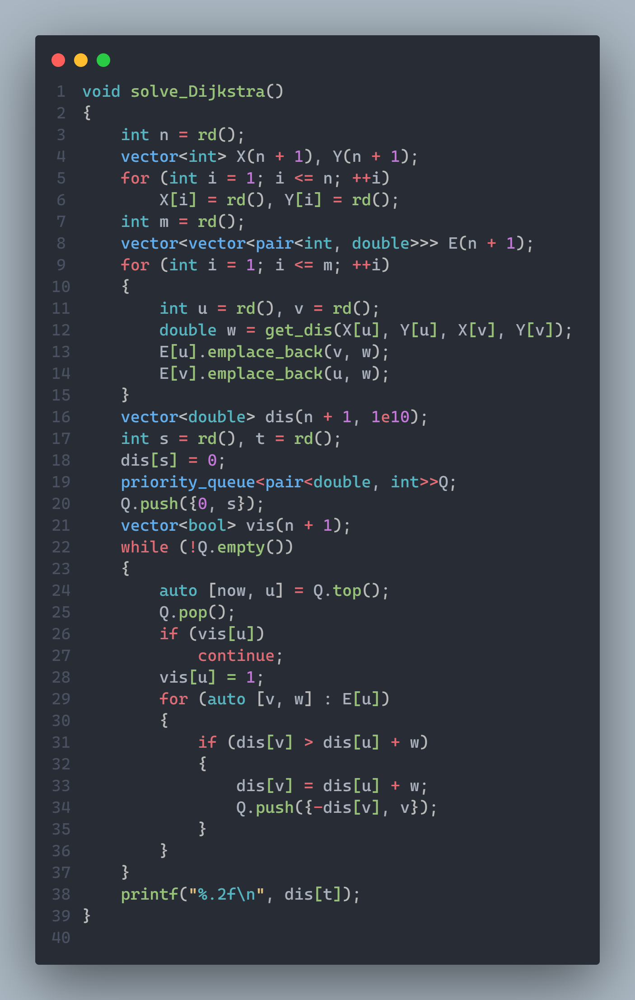 1 void solve_Dijkstra()
2 {
3     int n = rd();
4     vector<int> X(n + 1), Y(n + 1);
5     for (int i = 1; i <= n; ++i)
6         X[i] = rd(), Y[i] = rd();
7     int m = rd();
8     vector<vector<pair<int, double>>> E(n + 1);
9     for (int i = 1; i <= m; ++i)
10     {
11         int u = rd(), v = rd();
12         double w = get_dis(X[u], Y[u], X[v], Y[v]);
13         E[u].emplace_back(v, w);
14         E[v].emplace_back(u, w);
15     }
16     vector<double> dis(n + 1, 1e10);
17     int s = rd(), t = rd();
18     dis[s] = 0;
19     priority_queue<pair<double, int>>Q;
20     Q.push({0, s});
21     vector<bool> vis(n + 1);
22     while (!Q.empty())
23     {
24         auto [now, u] = Q.top();
25         Q.pop();
26         if (vis[u])
27             continue;
28         vis[u] = 1;
29         for (auto [v, w] : E[u])
30         {
31             if (dis[v] > dis[u] + w)
32             {
33                 dis[v] = dis[u] + w;
34                 Q.push({-dis[v], v});
35             }
36         }
37     }
38     printf("%.2f\n", dis[t]);
39 }
40